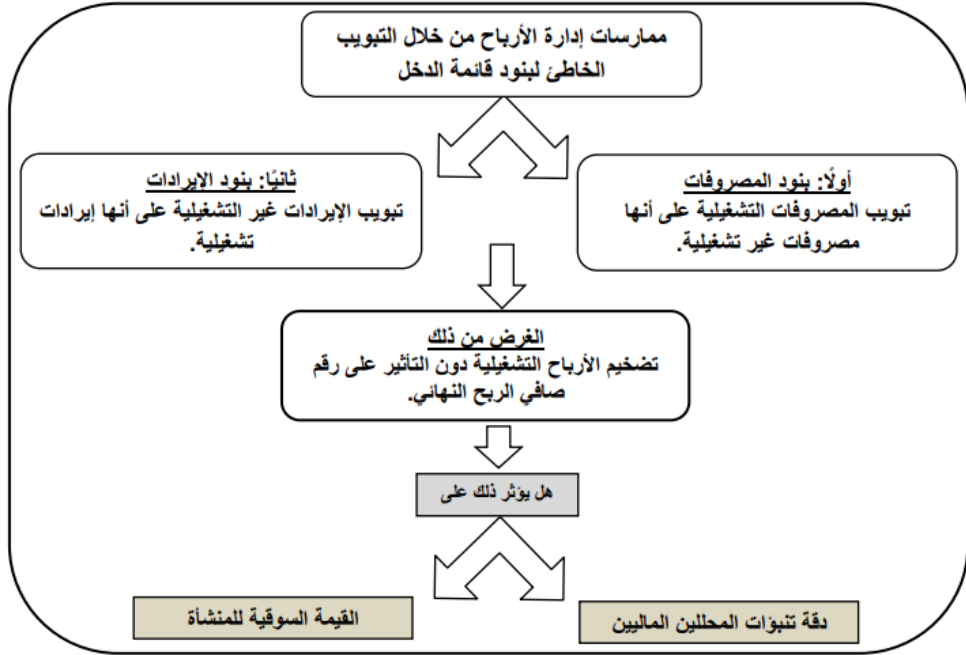 ممارسات إدارة الأرباح من خلال التبويب
الخاطئ لبنود قائمة الدخل
أولًا: بنود المصروفات
تبويب المصروفات التشغيلية على أنها
مصروفات غير تشغيلية.
ثانيًا: بنود الإيرادات
تبويب الإيرادات غير التشغيلية على أنها إيرادات
تشغيلية.
الغرض من ذلك
تضخيم الأرباح التشغيلية دون التأثير على رقم
صافي الربح النهائي.
هل يؤثر ذلك على
دقة تنبؤات المحللين الماليين
القيمة السوقية للمنشأة